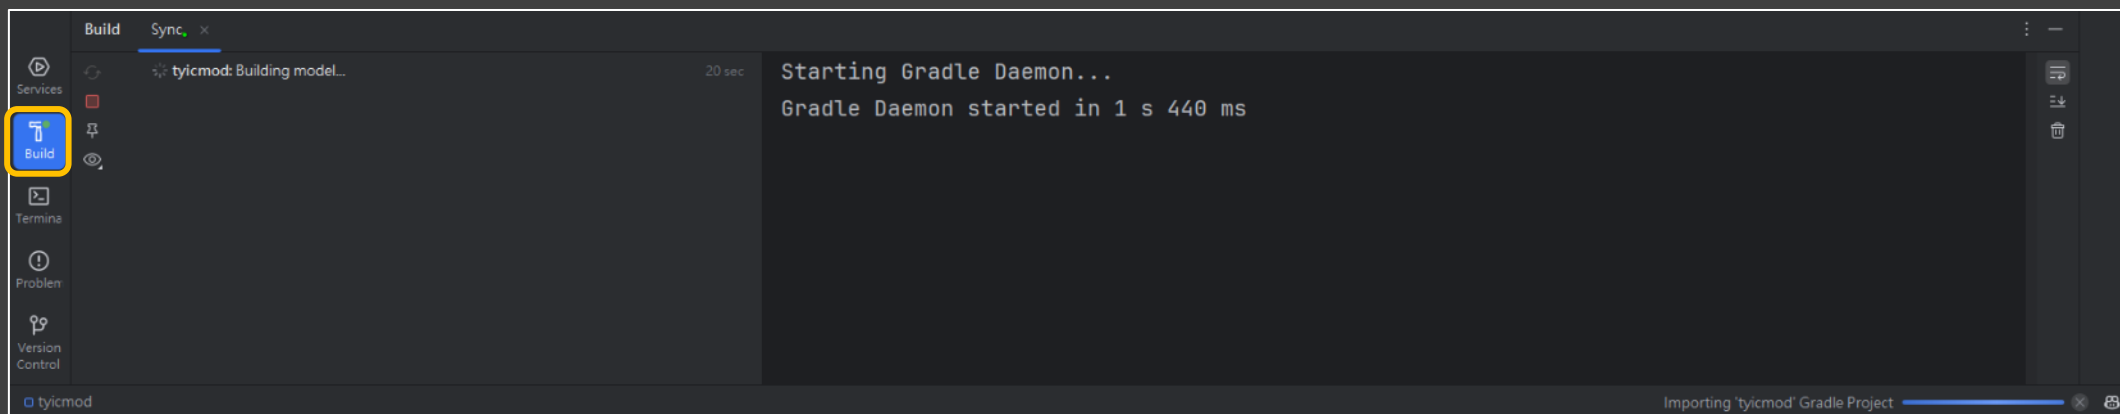 Build Sync
Services
Build
Termina
Problem
Version
Control
tyicmod: Building model... 20 sec
Starting Gradle Daemon...
Gradle Daemon started in 1 s 440 ms
tyicmod
Importing 'tyicmod' Gradle Project